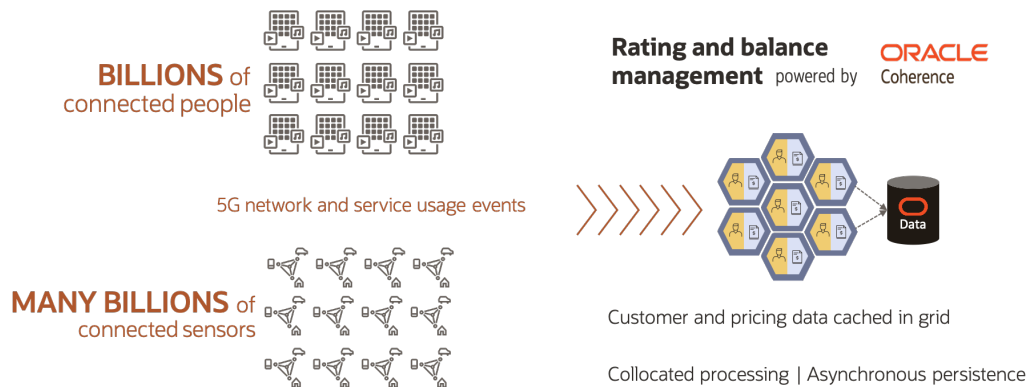 BILLIONS of
connected people
5G network and service usage events
MANY BILLIONS of
connected sensors
Rating and balance
management powered by
ORACLE
Coherence
Data
Customer and pricing data cached in grid
Collocated processing | Asynchronous persistence